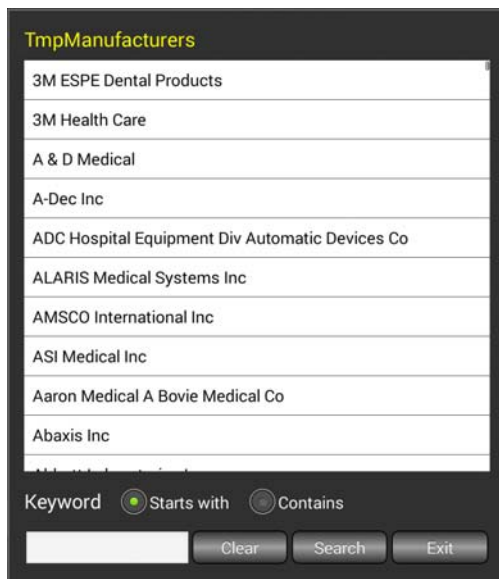 TmpManufacturers
3M ESPE Dental Products
3M Health Care
A & D Medical
A-Dec Inc
ADC Hospital Equipment Div Automatic Devices Co
ALARIS Medical Systems Inc
AMSCO International Inc
ASI Medical Inc
Aaron Medical A Bovie Medical Co
Abaxis Inc
Keyword Starts with Contains
Clear Search Exit